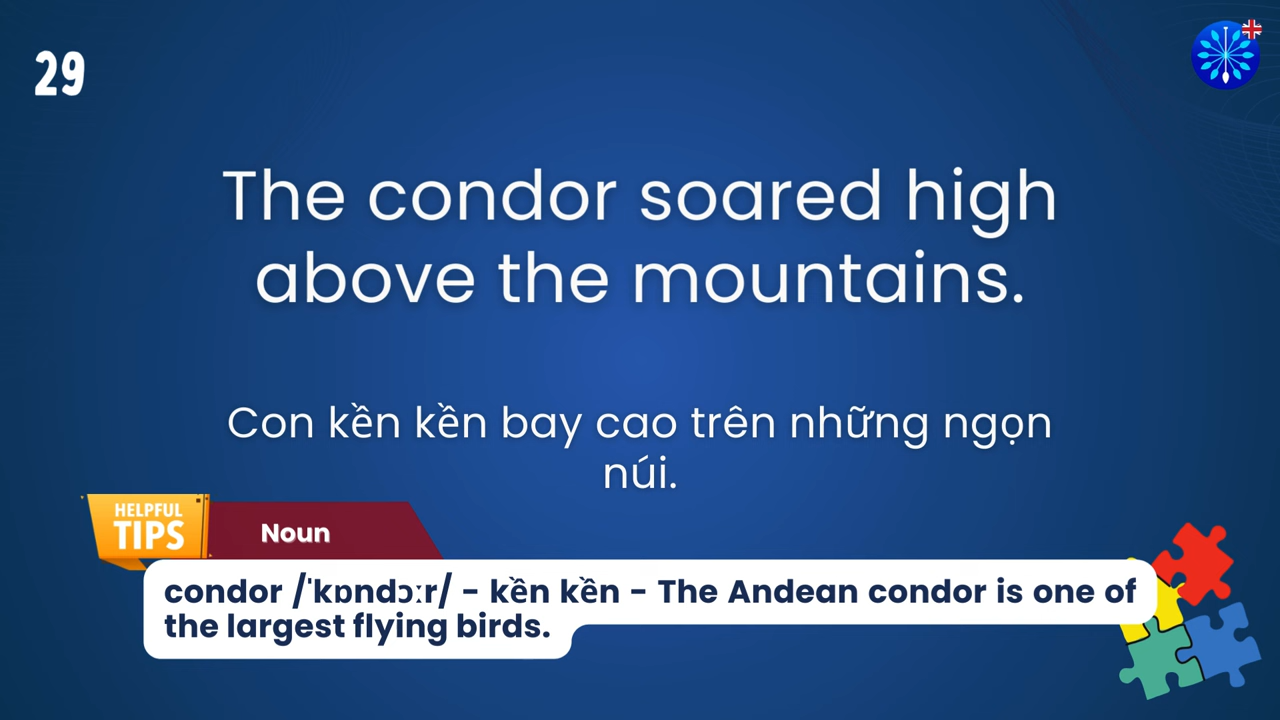 29
The condor soared high
above the mountains.
Con kền kền bay cao trên những ngọn
núi.
HELPFUL
TIPS
Noun
condor /ˈkɒndɔːr/ - kền kền - The Andean condor is one of
the largest flying birds.